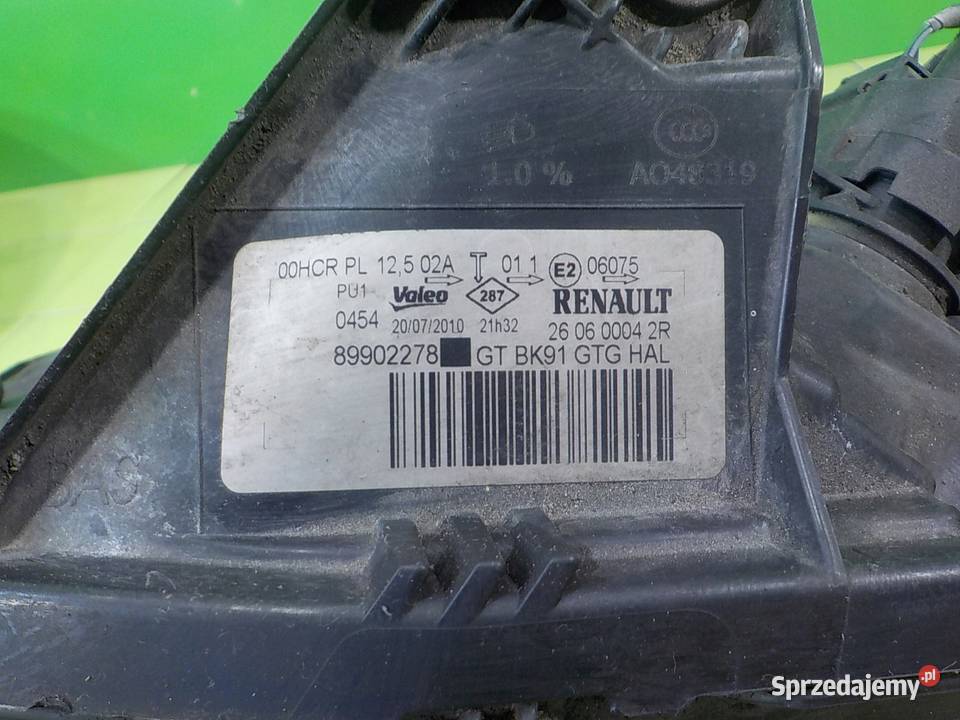 1.0 %
A048319
00HCR PL 12,5 02A T 01 1 E2 06075
PU1 Valeo 287 RENAULT
0454 20/07/2010 21h32 26 06 0004 2R
89902278 GT BK91 GTG HAL
Sprzedajemy.pl